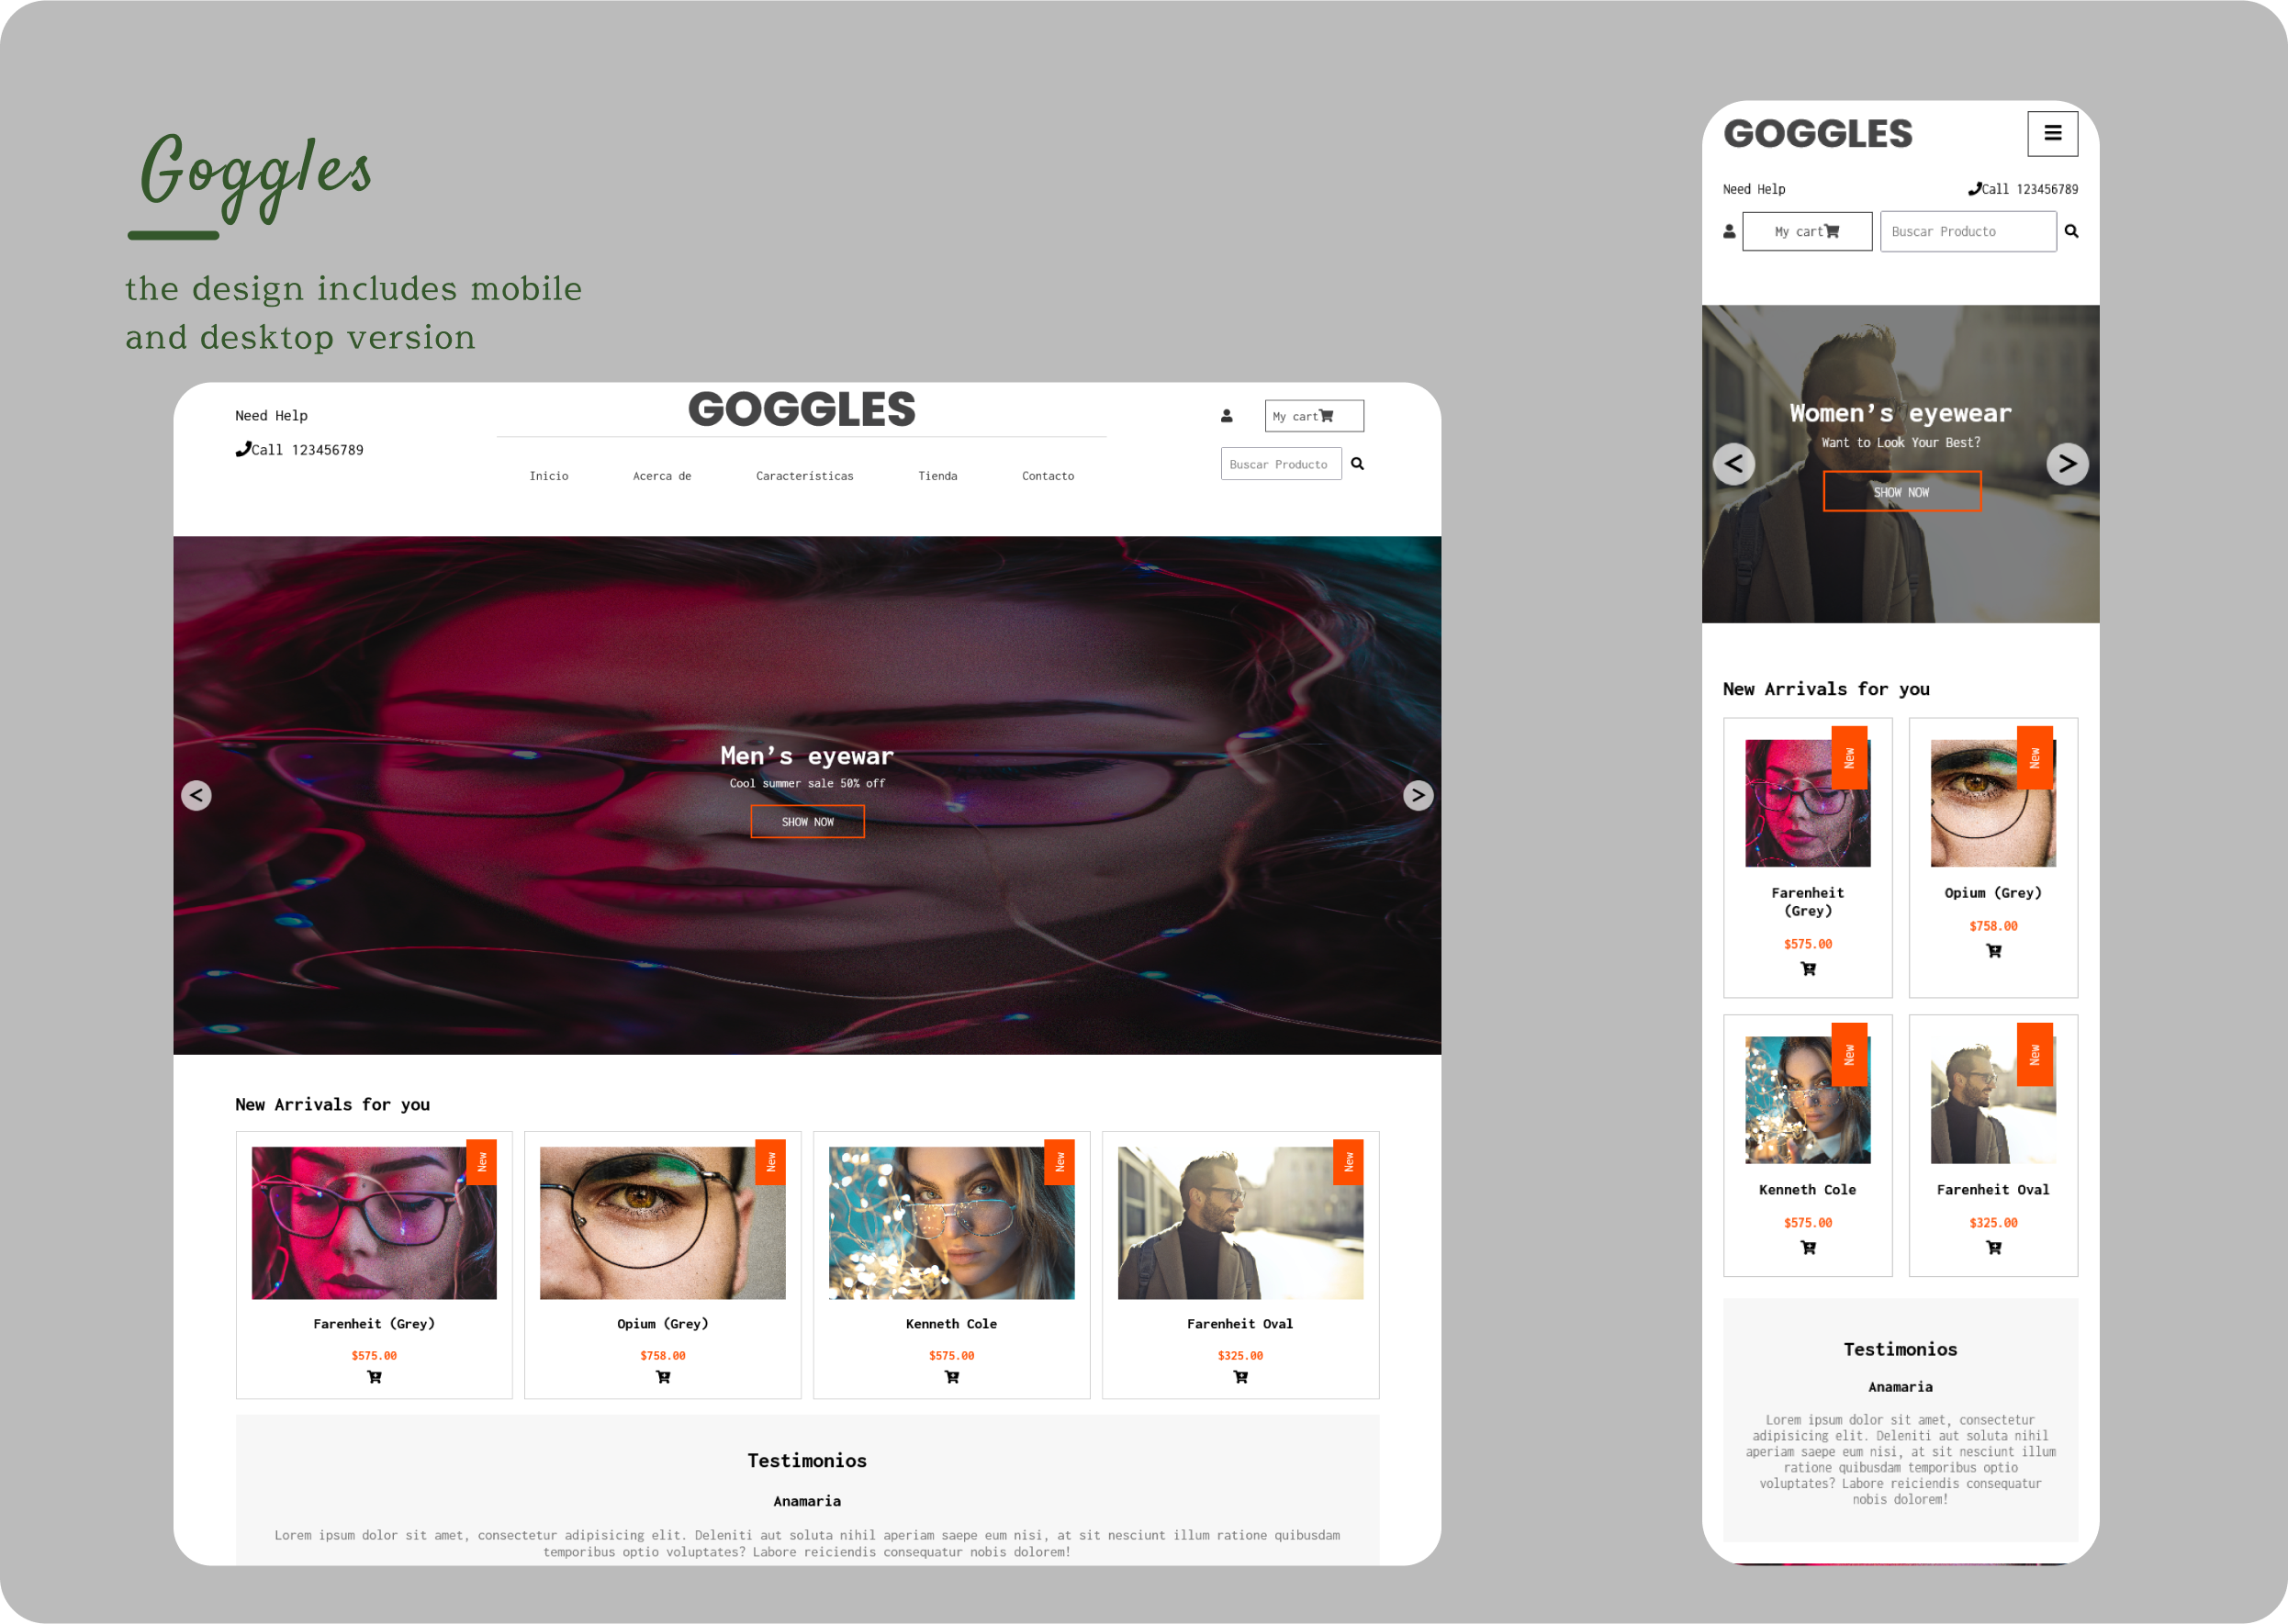 Goggles
the design includes mobile
and desktop version
Need Help
Call 123456789
GOGGLES
Inicio
Acerca de
Características
Tienda
Contacto
My cart
Buscar Producto
<
Men’s eyewar
Cool summer sale 50% off
SHOW NOW
>
New Arrivals for you
New
Farenheit (Grey)
$575.00
New
Opium (Grey)
$758.00
New
Kenneth Cole
$575.00
New
Farenheit Oval
$325.00
Testimonios
Anamaria
Lorem ipsum dolor sit amet, consectetur adipisicing elit. Deleniti aut soluta nihil aperiam saepe eum nisi, at sit nesciunt illum ratione quibusdam
temporibus optio voluptates? Labore reiciendis consequatur nobis dolorem!
GOGGLES
Need Help
Call 123456789
My cart
Buscar Producto
Women’s eyewear
Want to Look Your Best?
<
>
SHOW NOW
New Arrivals for you
New
Farenheit
(Grey)
$575.00
New
Opium (Grey)
$758.00
New
Kenneth Cole
$575.00
New
Farenheit Oval
$325.00
Testimonios
Anamaria
Lorem ipsum dolor sit amet, consectetur
adipisicing elit. Deleniti aut soluta nihil
aperiam saepe eum nisi, at sit nesciunt illum
ratione quibusdam temporibus optio
voluptates? Labore reiciendis consequatur
nobis dolorem!